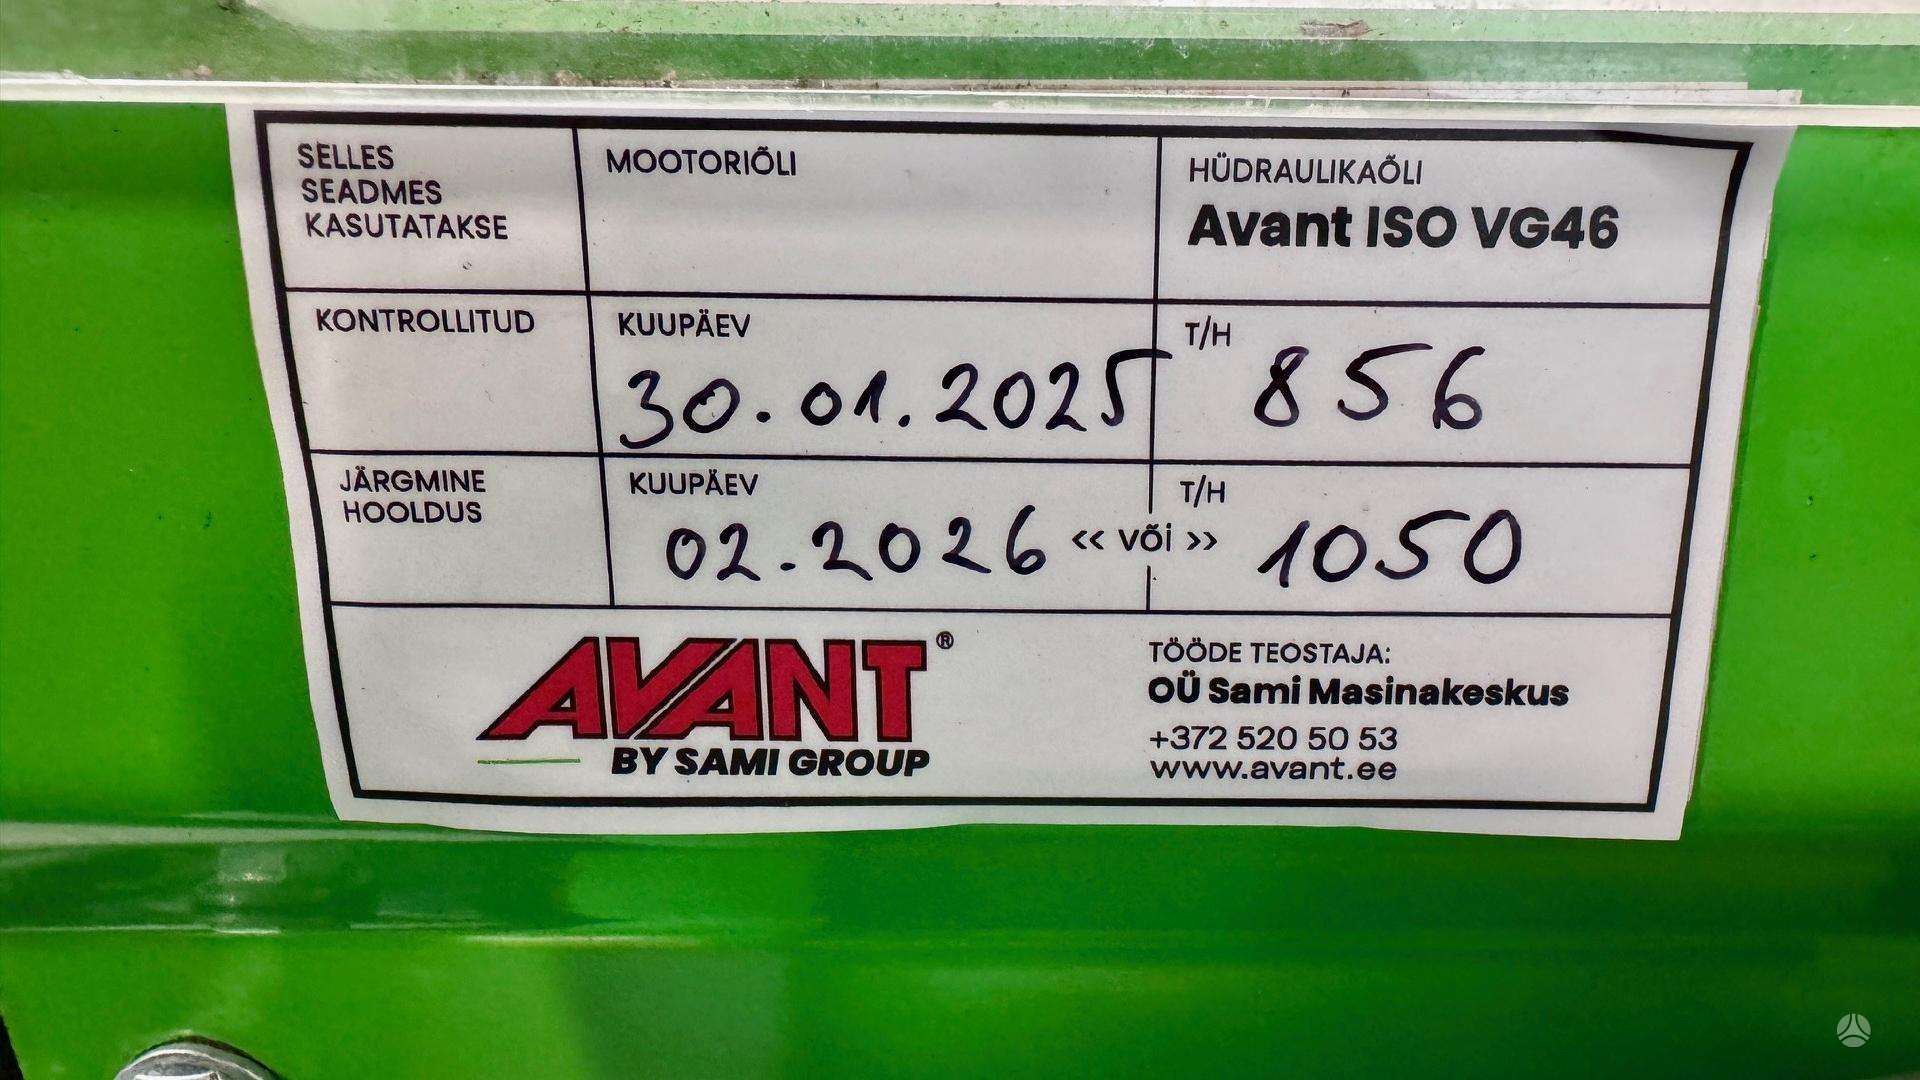 SELLES
SEADMES
KASUTATAKSE
MOOTORIÕLI
HÜDRAULIKAÕLI
Avant ISO VG46
KONTROLLITUD
KUUPÄEV
30.01.2025
T/H
856
JÄRGMINE
HOOLDUS
KUUPÄEV
02.2026
<< või >>
T/H
1050
AVANT®
BY SAMI GROUP
TÖÖDE TEOSTAJA:
OÜ Sami Masinakeskus
+372 520 50 53
www.avant.ee